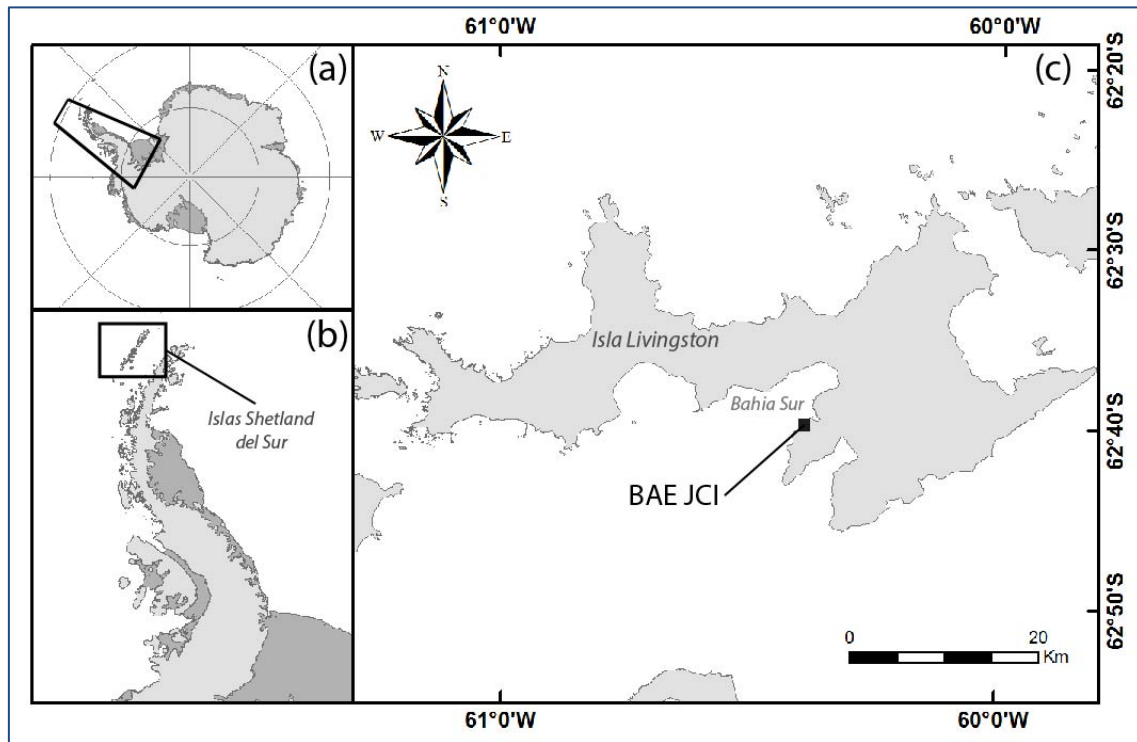 61°0'W
60°0'W
(a)
(b)
Islas Shetland
del Sur
(c)
N
W
E
S
62°20'S
62°30'S
62°40'S
62°50'S
Isla Livingston
Bahia Sur
BAE JCI
0
20
Km
61°0'W
60°0'W